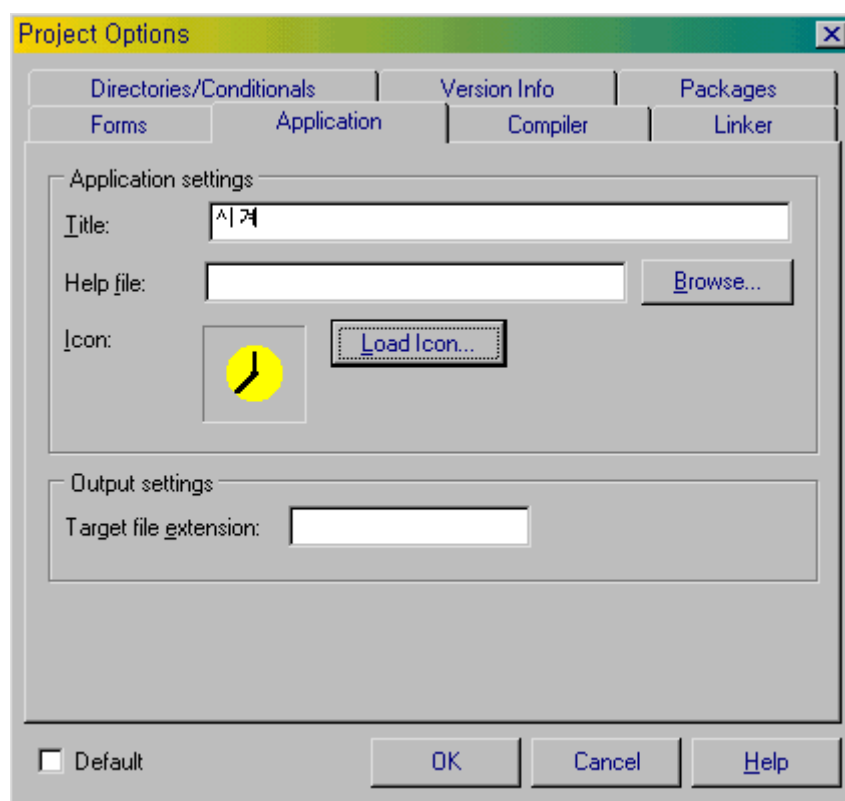 Project Options
Directories/Conditionals Version Info Packages
Forms Application Compiler Linker
Application settings
Title: 시계
Help file: Browse...
Icon: Load Icon...
Output settings
Target file extension:
Default OK Cancel Help